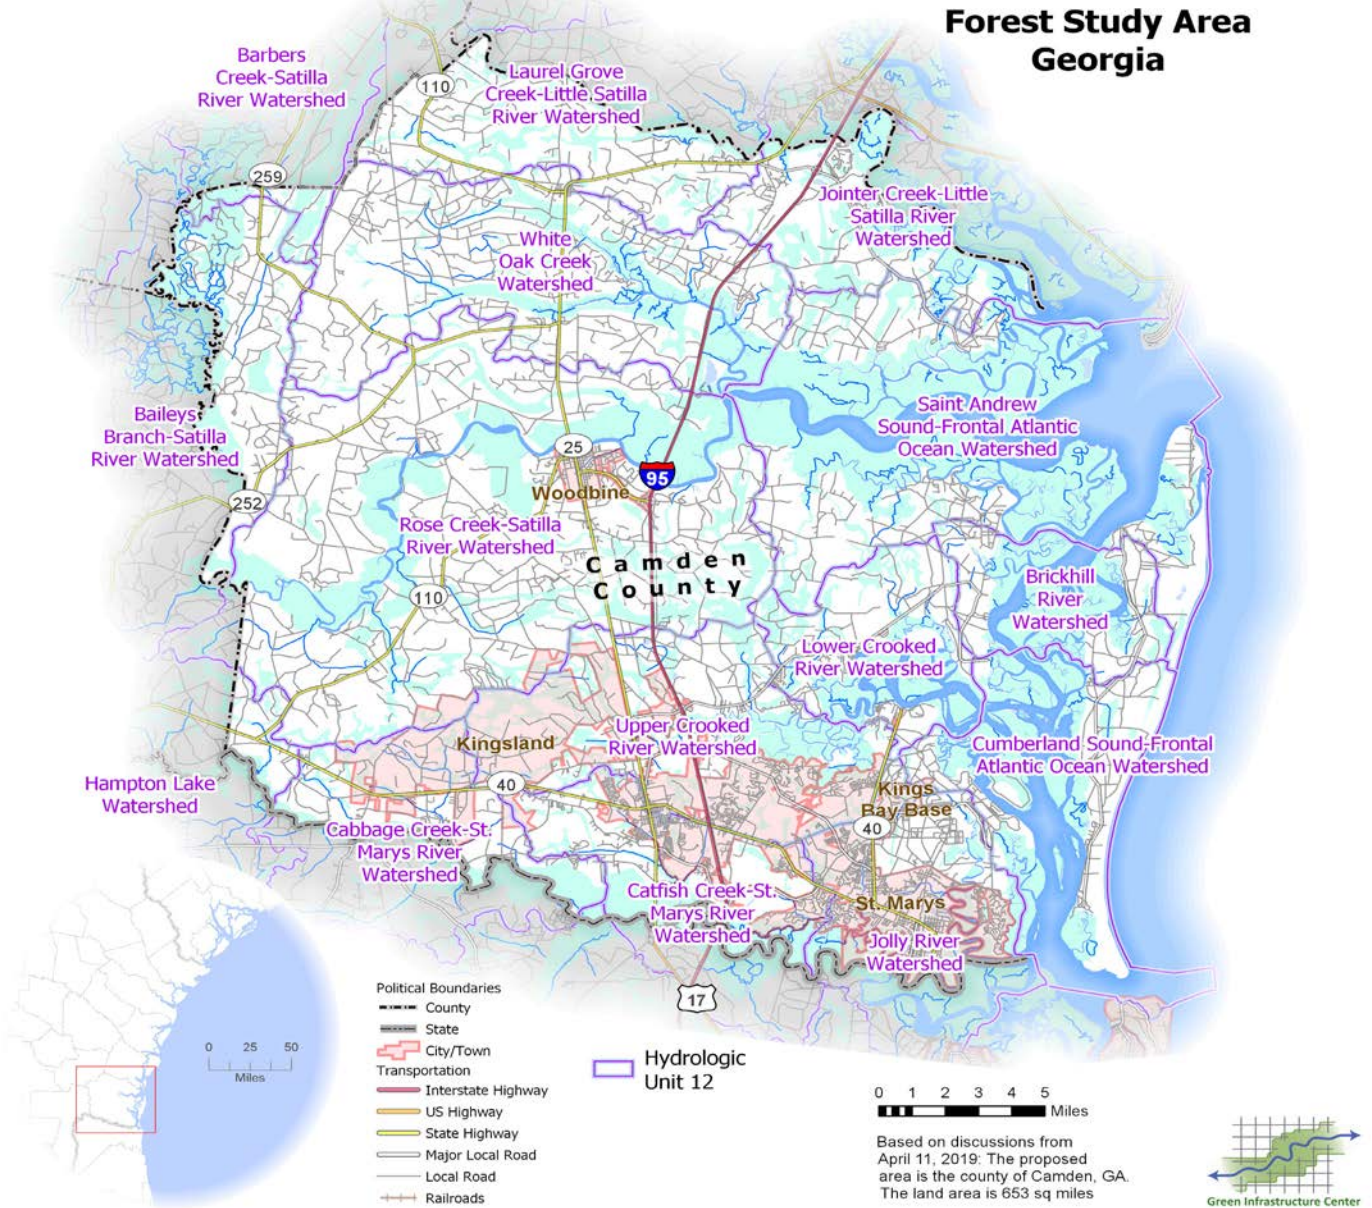 Forest Study Area
Georgia
Barbers
Creek-Satilla
River Watershed
110
Laurel Grove
Creek-Little Satilla
River Watershed
259
Jointer Creek-Little
Satilla River
Watershed
White
Oak Creek
Watershed
Baileys
Branch-Satilla
River Watershed
Saint Andrew
Sound-Frontal Atlantic
Ocean Watershed
25
95
Woodbine
252
Rose Creek-Satilla
River Watershed
Camden
County
110
Brickhill
River
Watershed
Lower Crooked
River Watershed
Upper Crooked
River Watershed
Kingsland
Cumberland Sound-Frontal
Atlantic Ocean Watershed
Hampton Lake
Watershed
40
Kings
Bay Base
40
Cabbage Creek-St.
Marys River
Watershed
Catfish Creek-St.
Marys River
Watershed
St. Marys
Jolly River
Watershed
17
Political Boundaries
County
State
City/Town
Transportation
Interstate Highway
US Highway
State Highway
Major Local Road
Local Road
Railroads
Hydrologic
Unit 12
0 25 50
Miles
0 1 2 3 4 5
Miles
Based on discussions from
April 11, 2019: The proposed
area is the county of Camden, GA.
The land area is 653 sq miles
Green Infrastructure Center